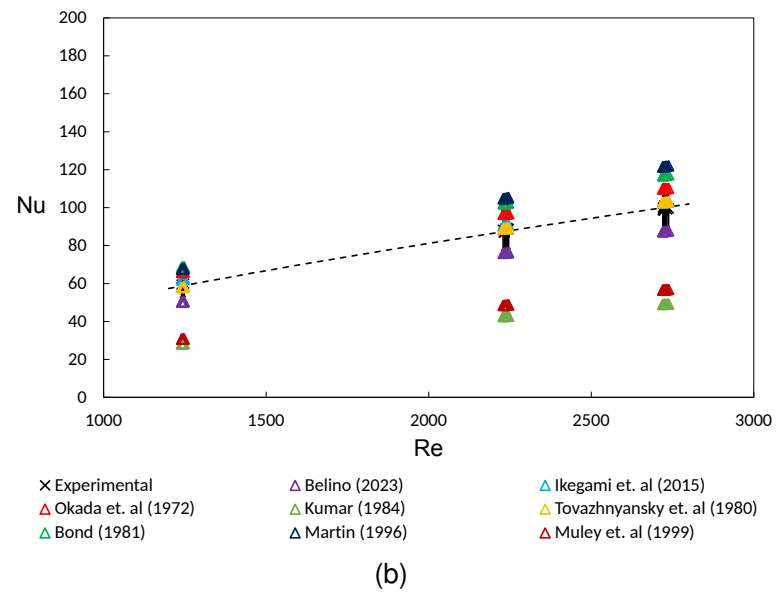 200
180
160
140
120
100
80
60
40
20
0
Nu
1000 1500 2000 2500 3000
Re
Experimental Belino (2023) Ikegami et. al (2015)
Okada et. al (1972) Kumar (1984) Tovazhnyansky et. al (1980)
Bond (1981) Martin (1996) Muley et. al (1999)
(b)